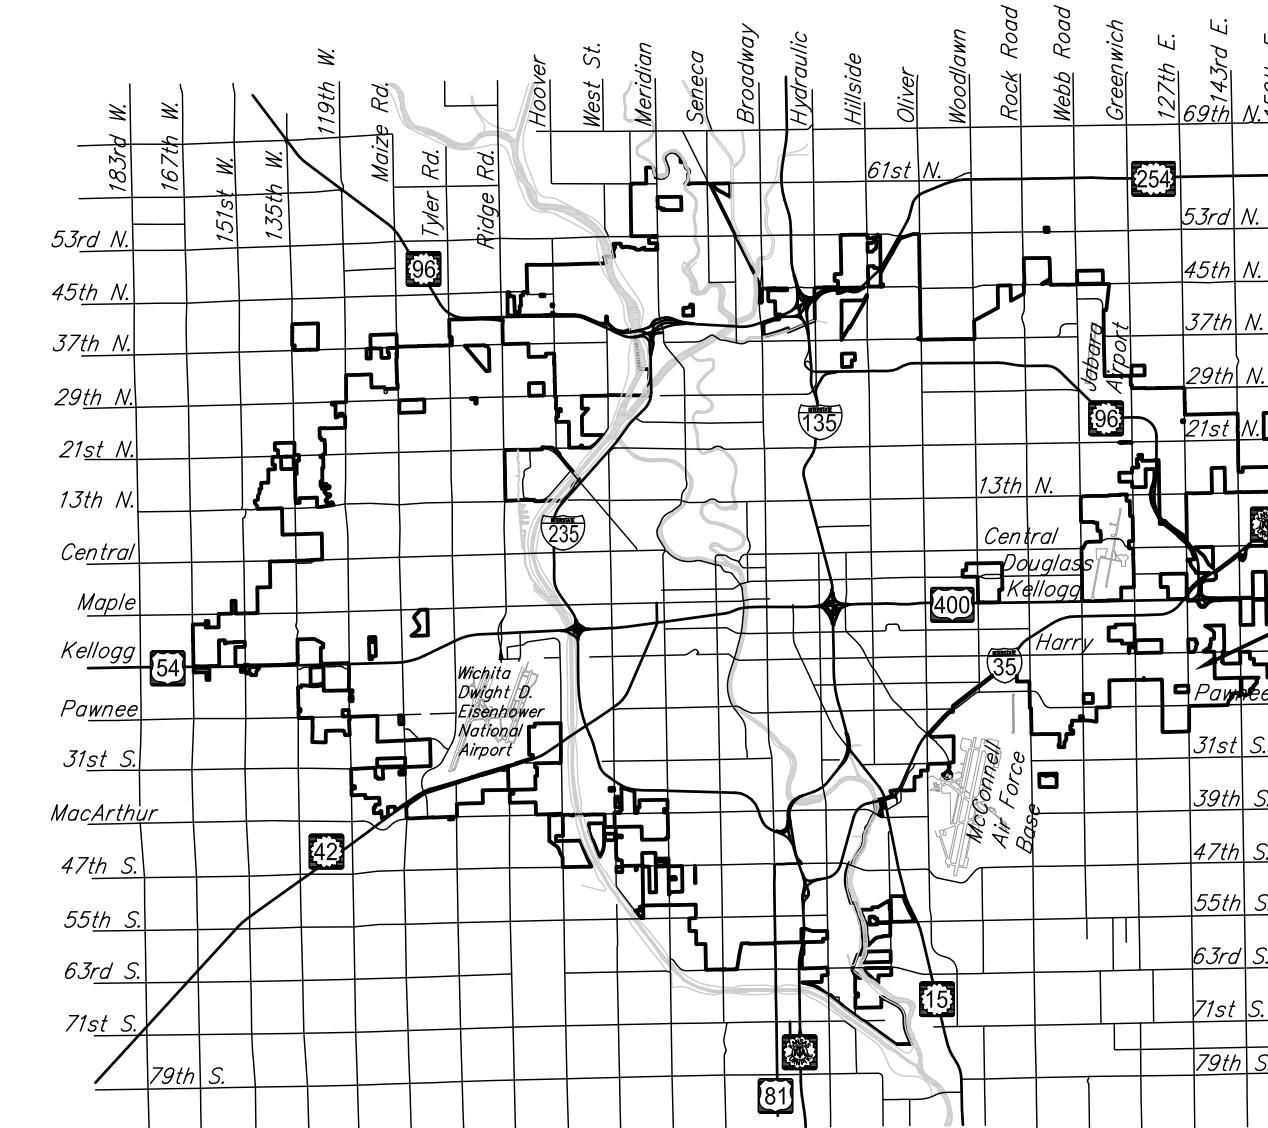 183rd W.
167th W.
151st W.
135th W.
119th W.
Maize Rd.
Tyler Rd.
Ridge Rd.
Hoover
West St.
Meridian
Seneca
Broadway
Hydraulic
Hillside
Oliver
Woodlawn
Rock Road
Webb Road
Greenwich
127th E.
143rd E.
69th N.
61st N.
254
53rd N.
53rd N.
96
45th N.
45th N.
37th N.
37th N.
Jabara
Airport
29th N.
29th N.
96
135
21st N.
21st N.
13th N.
13th N.
235
Central
Central
Douglass
Kellogg
Maple
400
Kellogg
54
Harry
35
Wichita
Dwight D.
Eisenhower
National
Airport
Pawnee
Pawnee
31st S.
31st S.
McConnell
Air Force
Base
39th S.
MacArthur
42
47th S.
47th S.
55th S.
55th S.
63rd S.
63rd S.
15
71st S.
71st S.
79th S.
79th S.
81